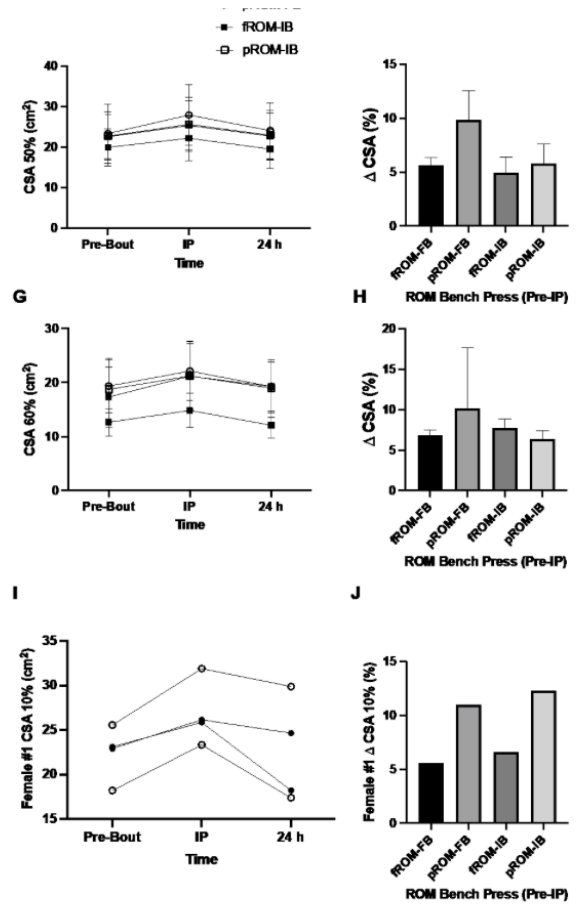 fROM-IB
pROM-IB
CSA 50% (cm²)
40
30
20
10
0
Pre-Bout IP 24 h
Time
Δ CSA (%)
15
10
5
0
fROM-FB pROM-FB fROM-IB pROM-IB
ROM Bench Press (Pre-IP)
G
CSA 60% (cm²)
30
20
10
0
Pre-Bout IP 24 h
Time
H
Δ CSA (%)
20
15
10
5
0
fROM-FB pROM-FB fROM-IB pROM-IB
ROM Bench Press (Pre-IP)
I
Female #1 CSA 10% (cm²)
35
30
25
20
15
Pre-Bout IP 24 h
Time
J
Female #1 Δ CSA 10% (%)
15
10
5
0
fROM-FB pROM-FB fROM-IB pROM-IB
ROM Bench Press (Pre-IP)